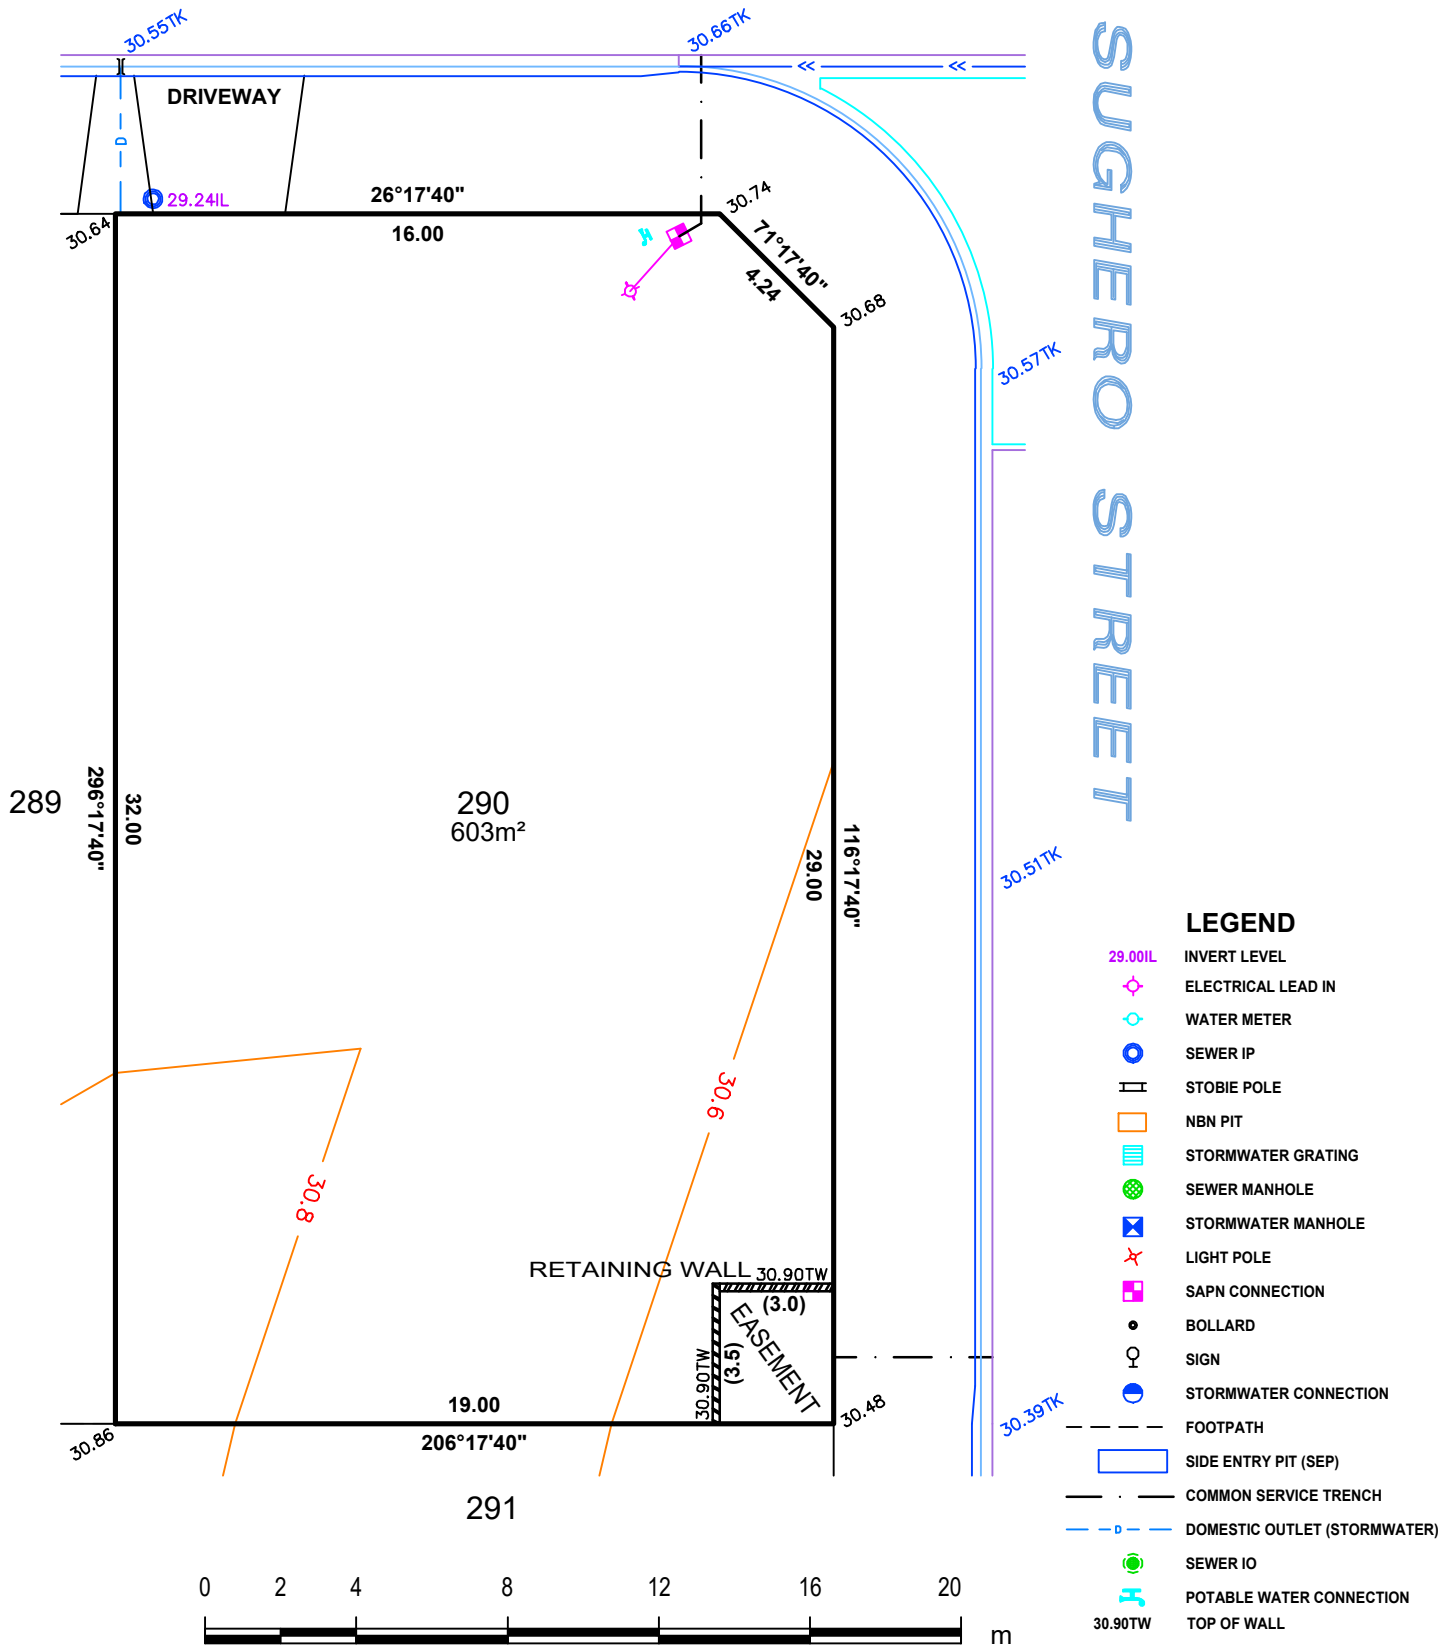 30.55TK
30.66TK
DRIVEWAY
D
29.24IL
26°17'40"
30.64
16.00
30.74
71°17'40"
4.24
30.68
30.57TK
SUGHERO STREET
289
296°17'40"
32.00
290
603m²
116°17'40"
29.00
30.51TK
30.6
30.8
RETAINING WALL
30.90TW
(3.0)
EASEMENT
(3.5)
30.90TW
30.48
30.39TK
19.00
206°17'40"
30.86
291
LEGEND
29.00IL INVERT LEVEL
ELECTRICAL LEAD IN
WATER METER
SEWER IP
STOBIE POLE
NBN PIT
STORMWATER GRATING
SEWER MANHOLE
STORMWATER MANHOLE
LIGHT POLE
SAPN CONNECTION
BOLLARD
SIGN
STORMWATER CONNECTION
FOOTPATH
SIDE ENTRY PIT (SEP)
COMMON SERVICE TRENCH
D DOMESTIC OUTLET (STORMWATER)
SEWER IO
POTABLE WATER CONNECTION
30.90TW TOP OF WALL
0 2 4 8 12 16 20
m